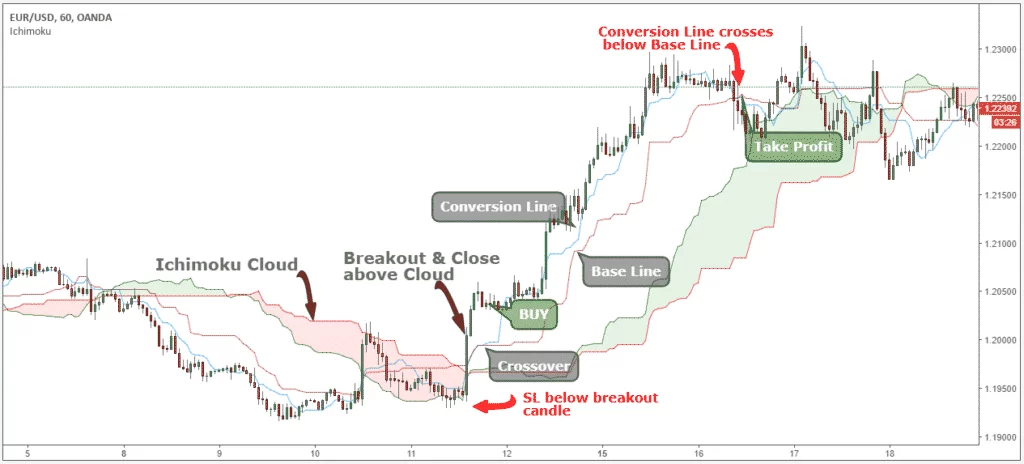 EUR/USD, 60, OANDA
Ichimoku
Conversion Line crosses
below Base Line
1.23000
1.22500
1.22392
03:26
Take Profit
1.22000
1.21500
Conversion Line
1.21000
Ichimoku Cloud
Breakout & Close
above Cloud
Base Line
1.20500
BUY
1.20000
Crossover
1.19500
SL below breakout
candle
1.19000
5
8
9
10
11
12
15
16
17
18